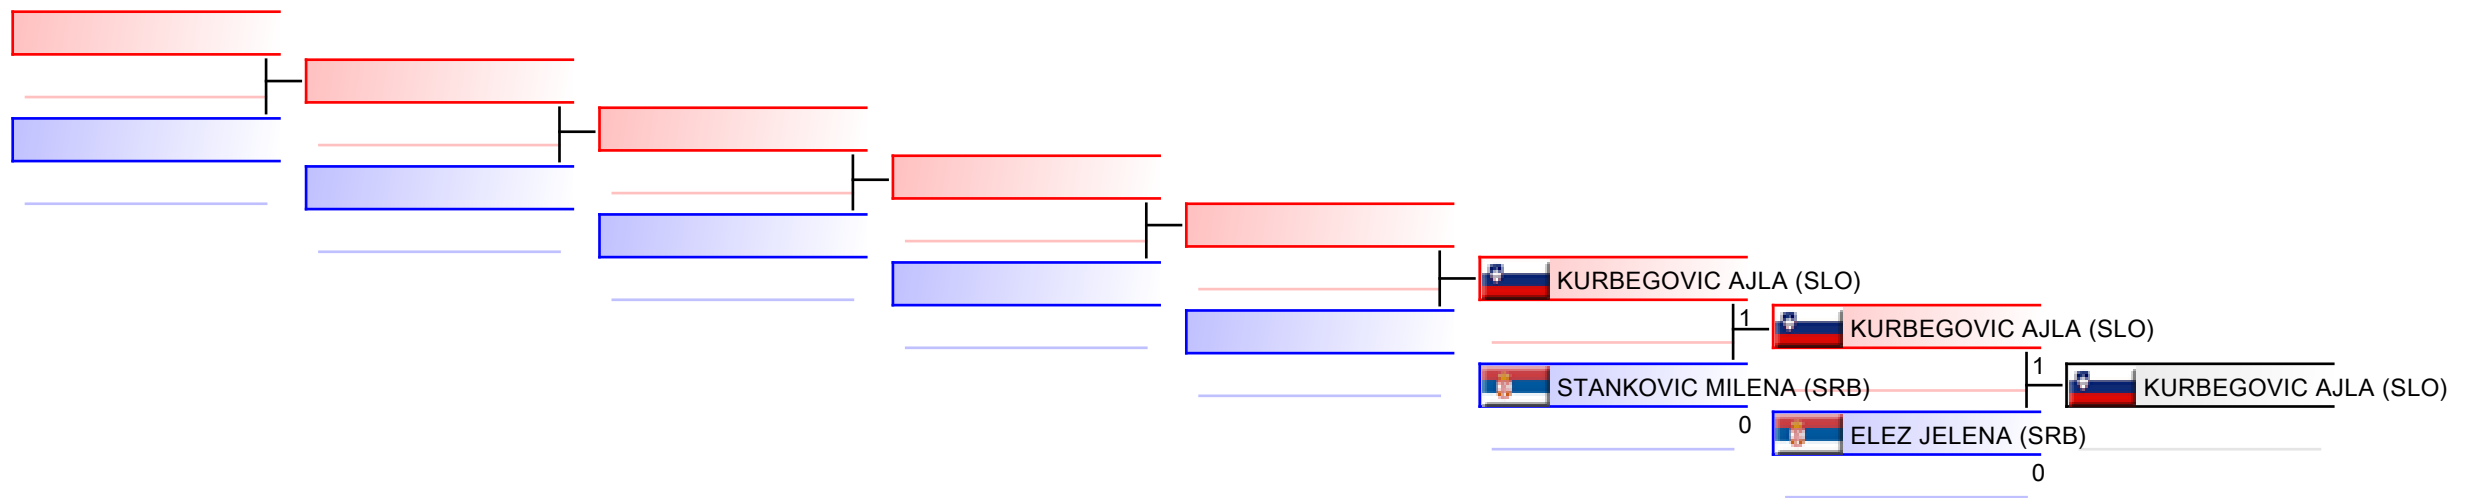 KURBEGOVIC AJLA (SLO)
1
KURBEGOVIC AJLA (SLO)
STANKOVIC MILENA (SRB)
0
1
KURBEGOVIC AJLA (SLO)
ELEZ JELENA (SRB)
0